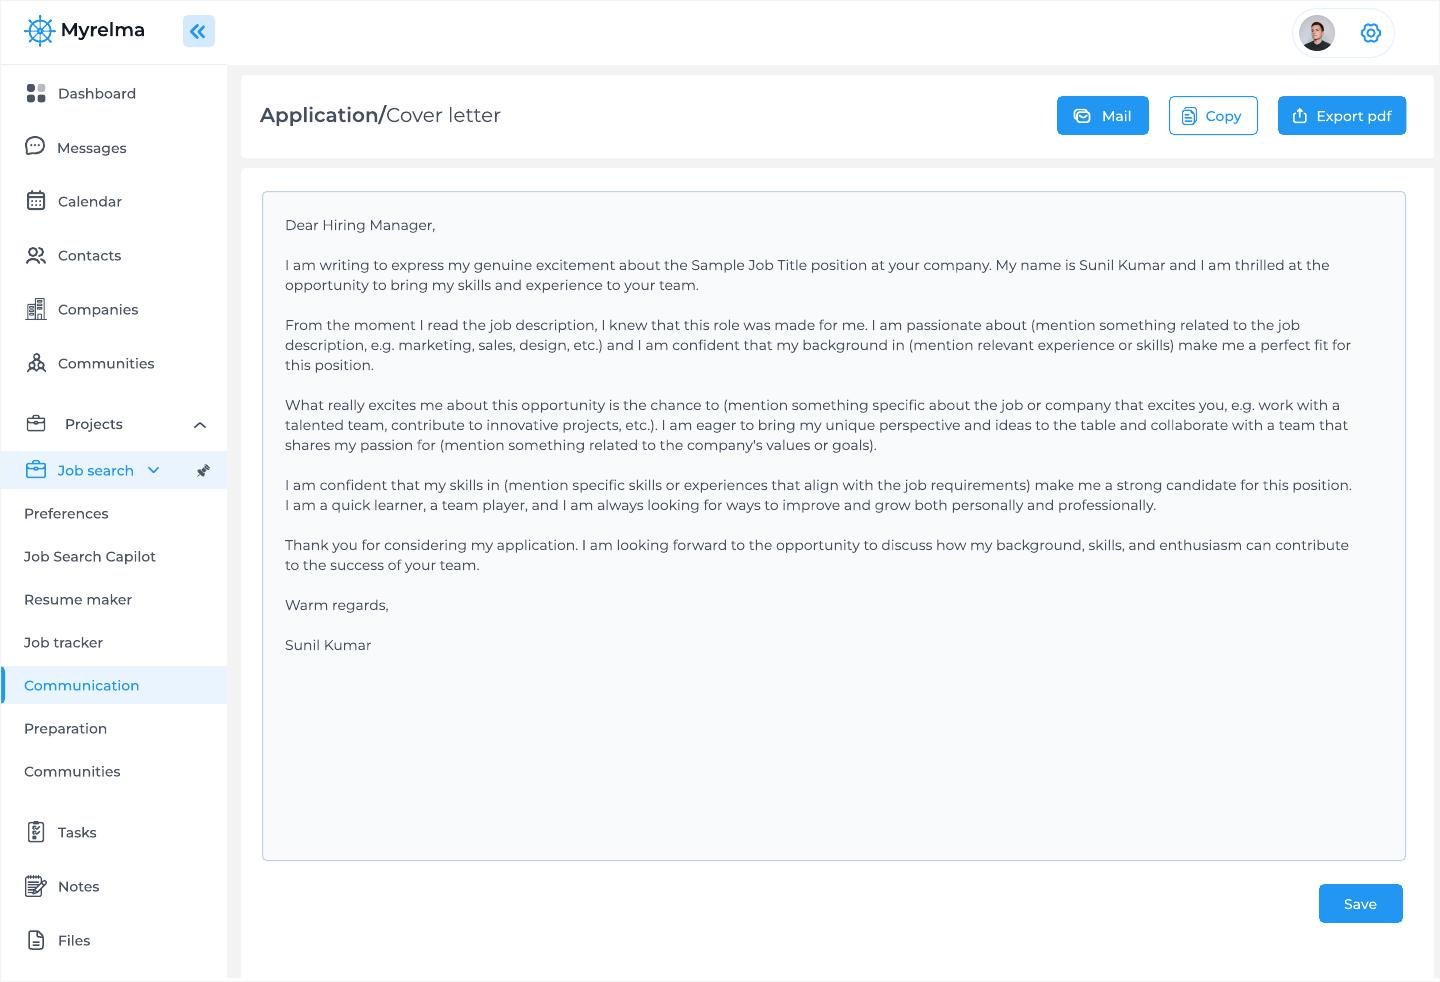 Myrelma
Dashboard
Messages
Calendar
Contacts
Companies
Communities
Projects
Job search
Preferences
Job Search Capilot
Resume maker
Job tracker
Communication
Preparation
Communities
Tasks
Notes
Files
Application/Cover letter
Mail
Copy
Export pdf
Dear Hiring Manager,
I am writing to express my genuine excitement about the Sample Job Title position at your company. My name is Sunil Kumar and I am thrilled at the
opportunity to bring my skills and experience to your team.
From the moment I read the job description, I knew that this role was made for me. I am passionate about (mention something related to the job
description, e.g. marketing, sales, design, etc.) and I am confident that my background in (mention relevant experience or skills) make me a perfect fit for
this position.
What really excites me about this opportunity is the chance to (mention something specific about the job or company that excites you, e.g. work with a
talented team, contribute to innovative projects, etc.). I am eager to bring my unique perspective and ideas to the table and collaborate with a team that
shares my passion for (mention something related to the company's values or goals).
I am confident that my skills in (mention specific skills or experiences that align with the job requirements) make me a strong candidate for this position.
I am a quick learner, a team player, and I am always looking for ways to improve and grow both personally and professionally.
Thank you for considering my application. I am looking forward to the opportunity to discuss how my background, skills, and enthusiasm can contribute
to the success of your team.
Warm regards,
Sunil Kumar
Save